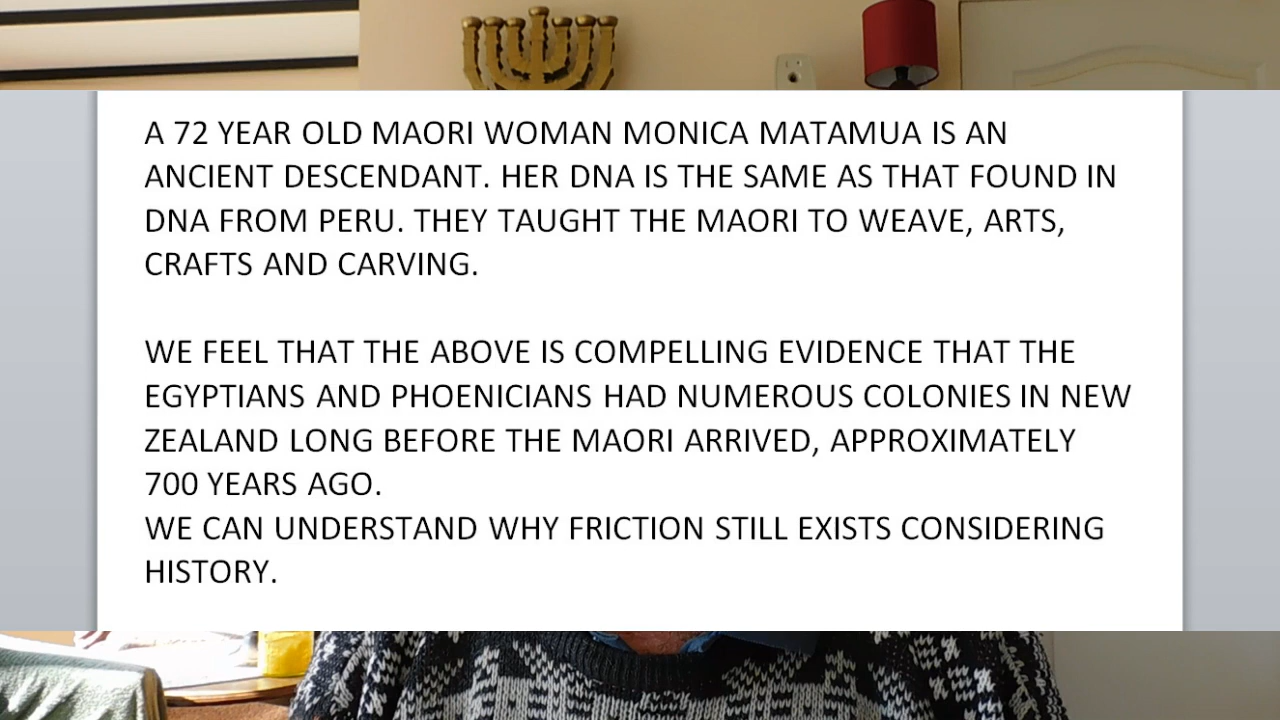 A 72 YEAR OLD MAORI WOMAN MONICA MATAMUA IS AN
ANCIENT DESCENDANT. HER DNA IS THE SAME AS THAT FOUND IN
DNA FROM PERU. THEY TAUGHT THE MAORI TO WEAVE, ARTS,
CRAFTS AND CARVING.
WE FEEL THAT THE ABOVE IS COMPELLING EVIDENCE THAT THE
EGYPTIANS AND PHOENICIANS HAD NUMEROUS COLONIES IN NEW
ZEALAND LONG BEFORE THE MAORI ARRIVED, APPROXIMATELY
700 YEARS AGO.
WE CAN UNDERSTAND WHY FRICTION STILL EXISTS CONSIDERING
HISTORY.